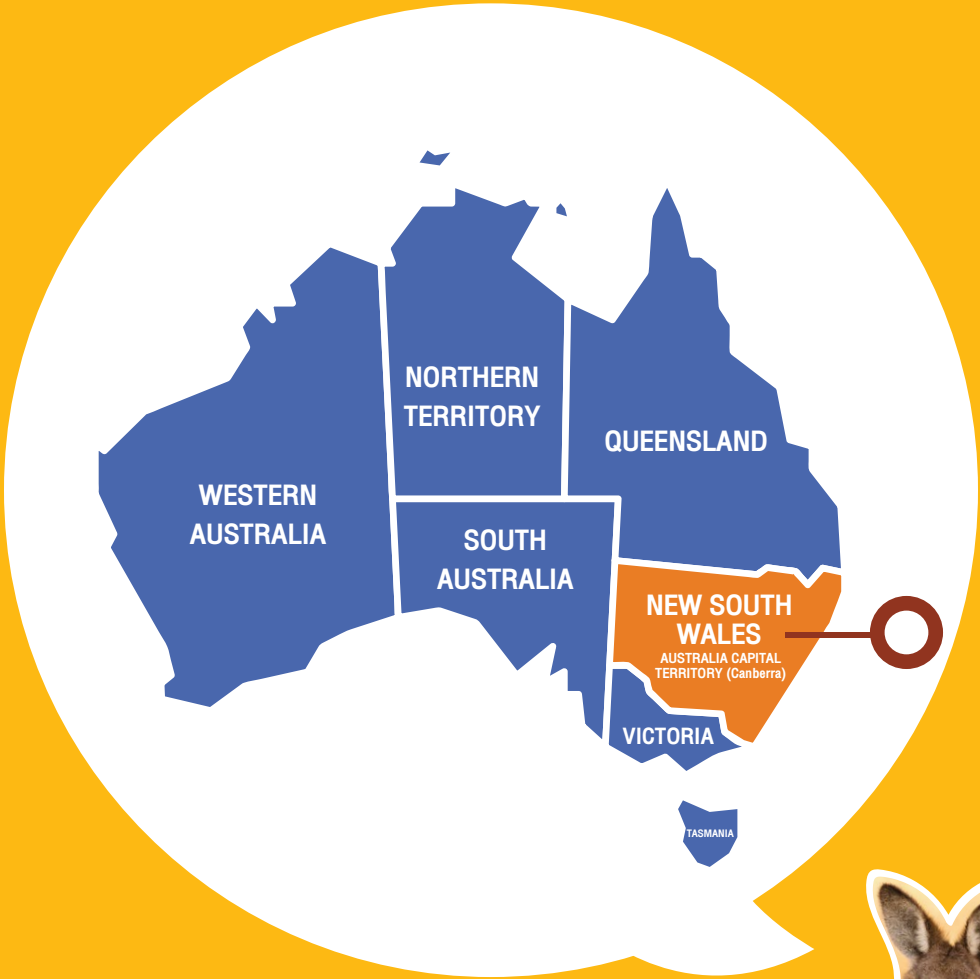 NORTHERN
TERRITORY
QUEENSLAND
WESTERN
AUSTRALIA
SOUTH
AUSTRALIA
NEW SOUTH
WALES
AUSTRALIA CAPITAL
TERRITORY (Canberra)
VICTORIA
TASMANIA